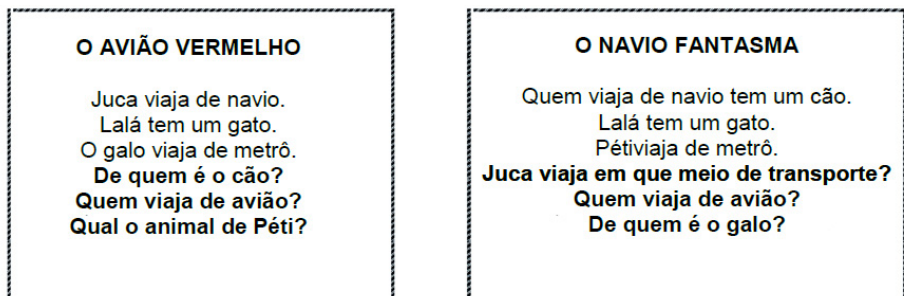 O AVIÃO VERMELHO
Juca viaja de navio.
Lalá tem um gato.
O galo viaja de metrô.
De quem é o cão?
Quem viaja de avião?
Qual o animal de Péti?
O NAVIO FANTASMA
Quem viaja de navio tem um cão.
Lalá tem um gato.
Pétiviaja de metrô.
Juca viaja em que meio de transporte?
Quem viaja de avião?
De quem é o galo?